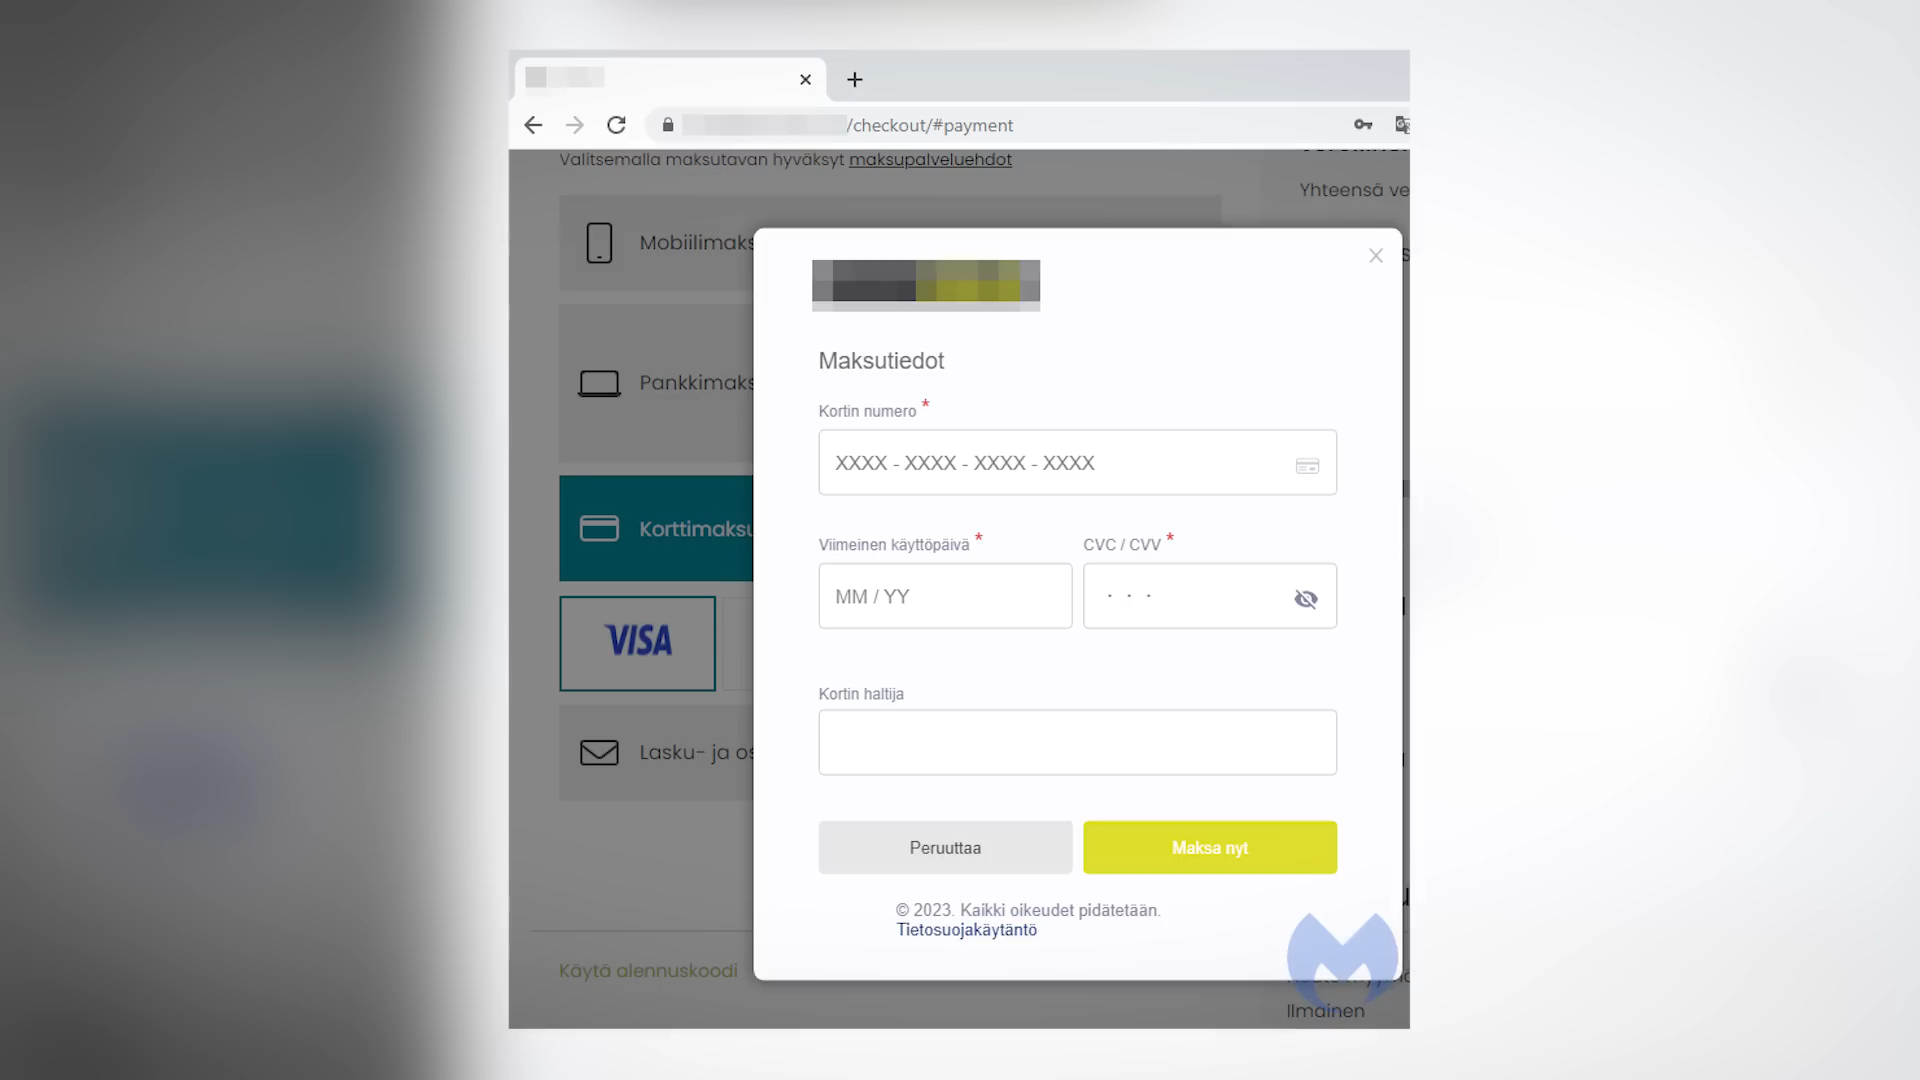 /checkout/#payment
Valitsemalla maksutavan hyväksyt maksupalveluehdot
Yhteensä
Mobiilimaks
Pankkimaks
Korttimaksu
VISA
Lasku- ja
Käytä alennuskoodi
Maksutiedot
Kortin numero *
XXXX - XXXX - XXXX - XXXX
Viimeinen käyttöpäivä *
CVC / CVV *
MM / YY
Kortin haltija
Peruuttaa
Maksa nyt
© 2023. Kaikki oikeudet pidätetään.
Tietosuojakäytäntö
Ilmainen